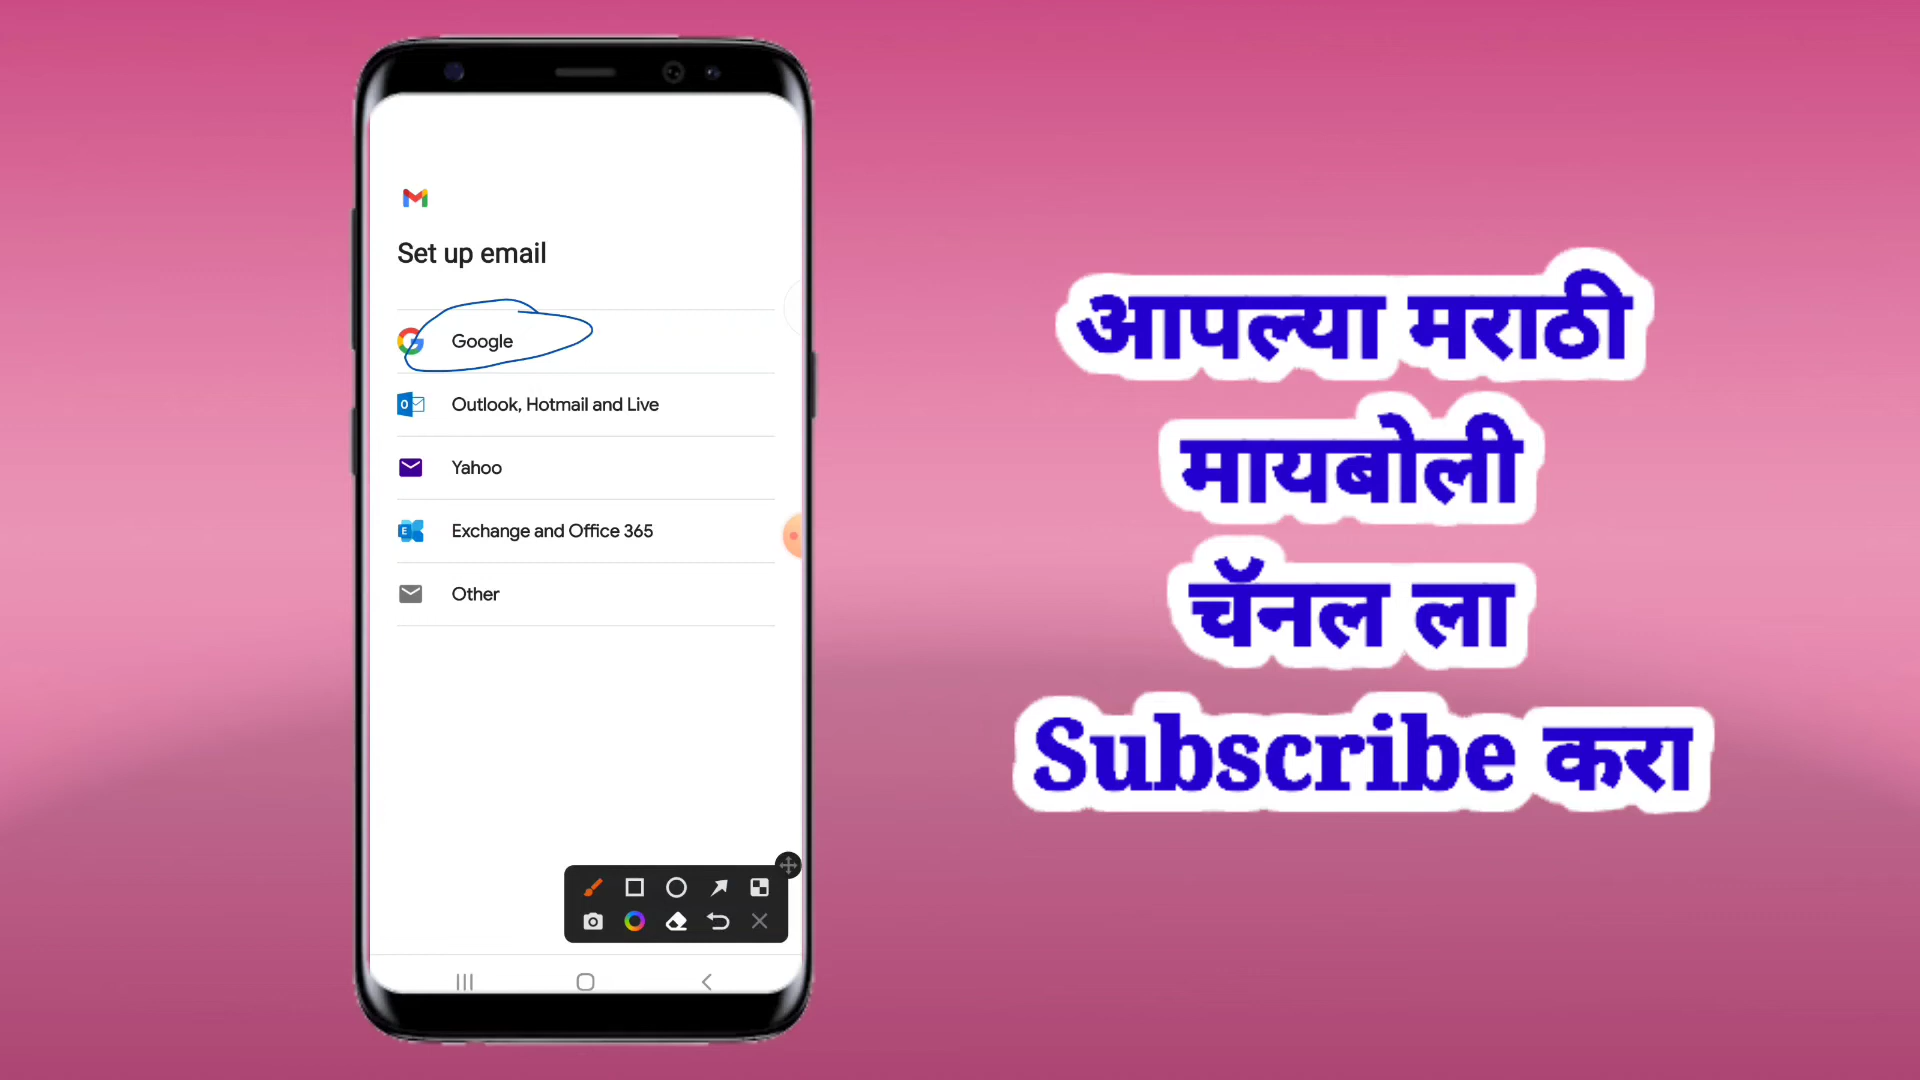 Set up email
Google
Outlook, Hotmail and Live
Yahoo
Exchange and Office 365
Other
आपल्या मराठी
मायबोली
चॅनल ला
Subscribe करा